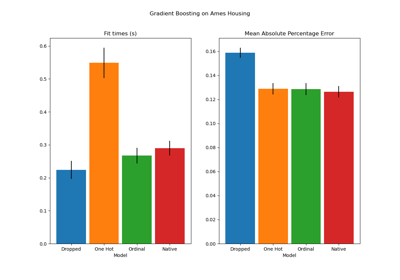 Gradient Boosting on Ames Housing
Fit times (s)
0.6
0.5
0.4
0.3
0.2
0.1
0.0
Dropped One Hot Ordinal Native
Model
Mean Absolute Percentage Error
0.16
0.14
0.12
0.10
0.08
0.06
0.04
0.02
0.00
Dropped One Hot Ordinal Native
Model